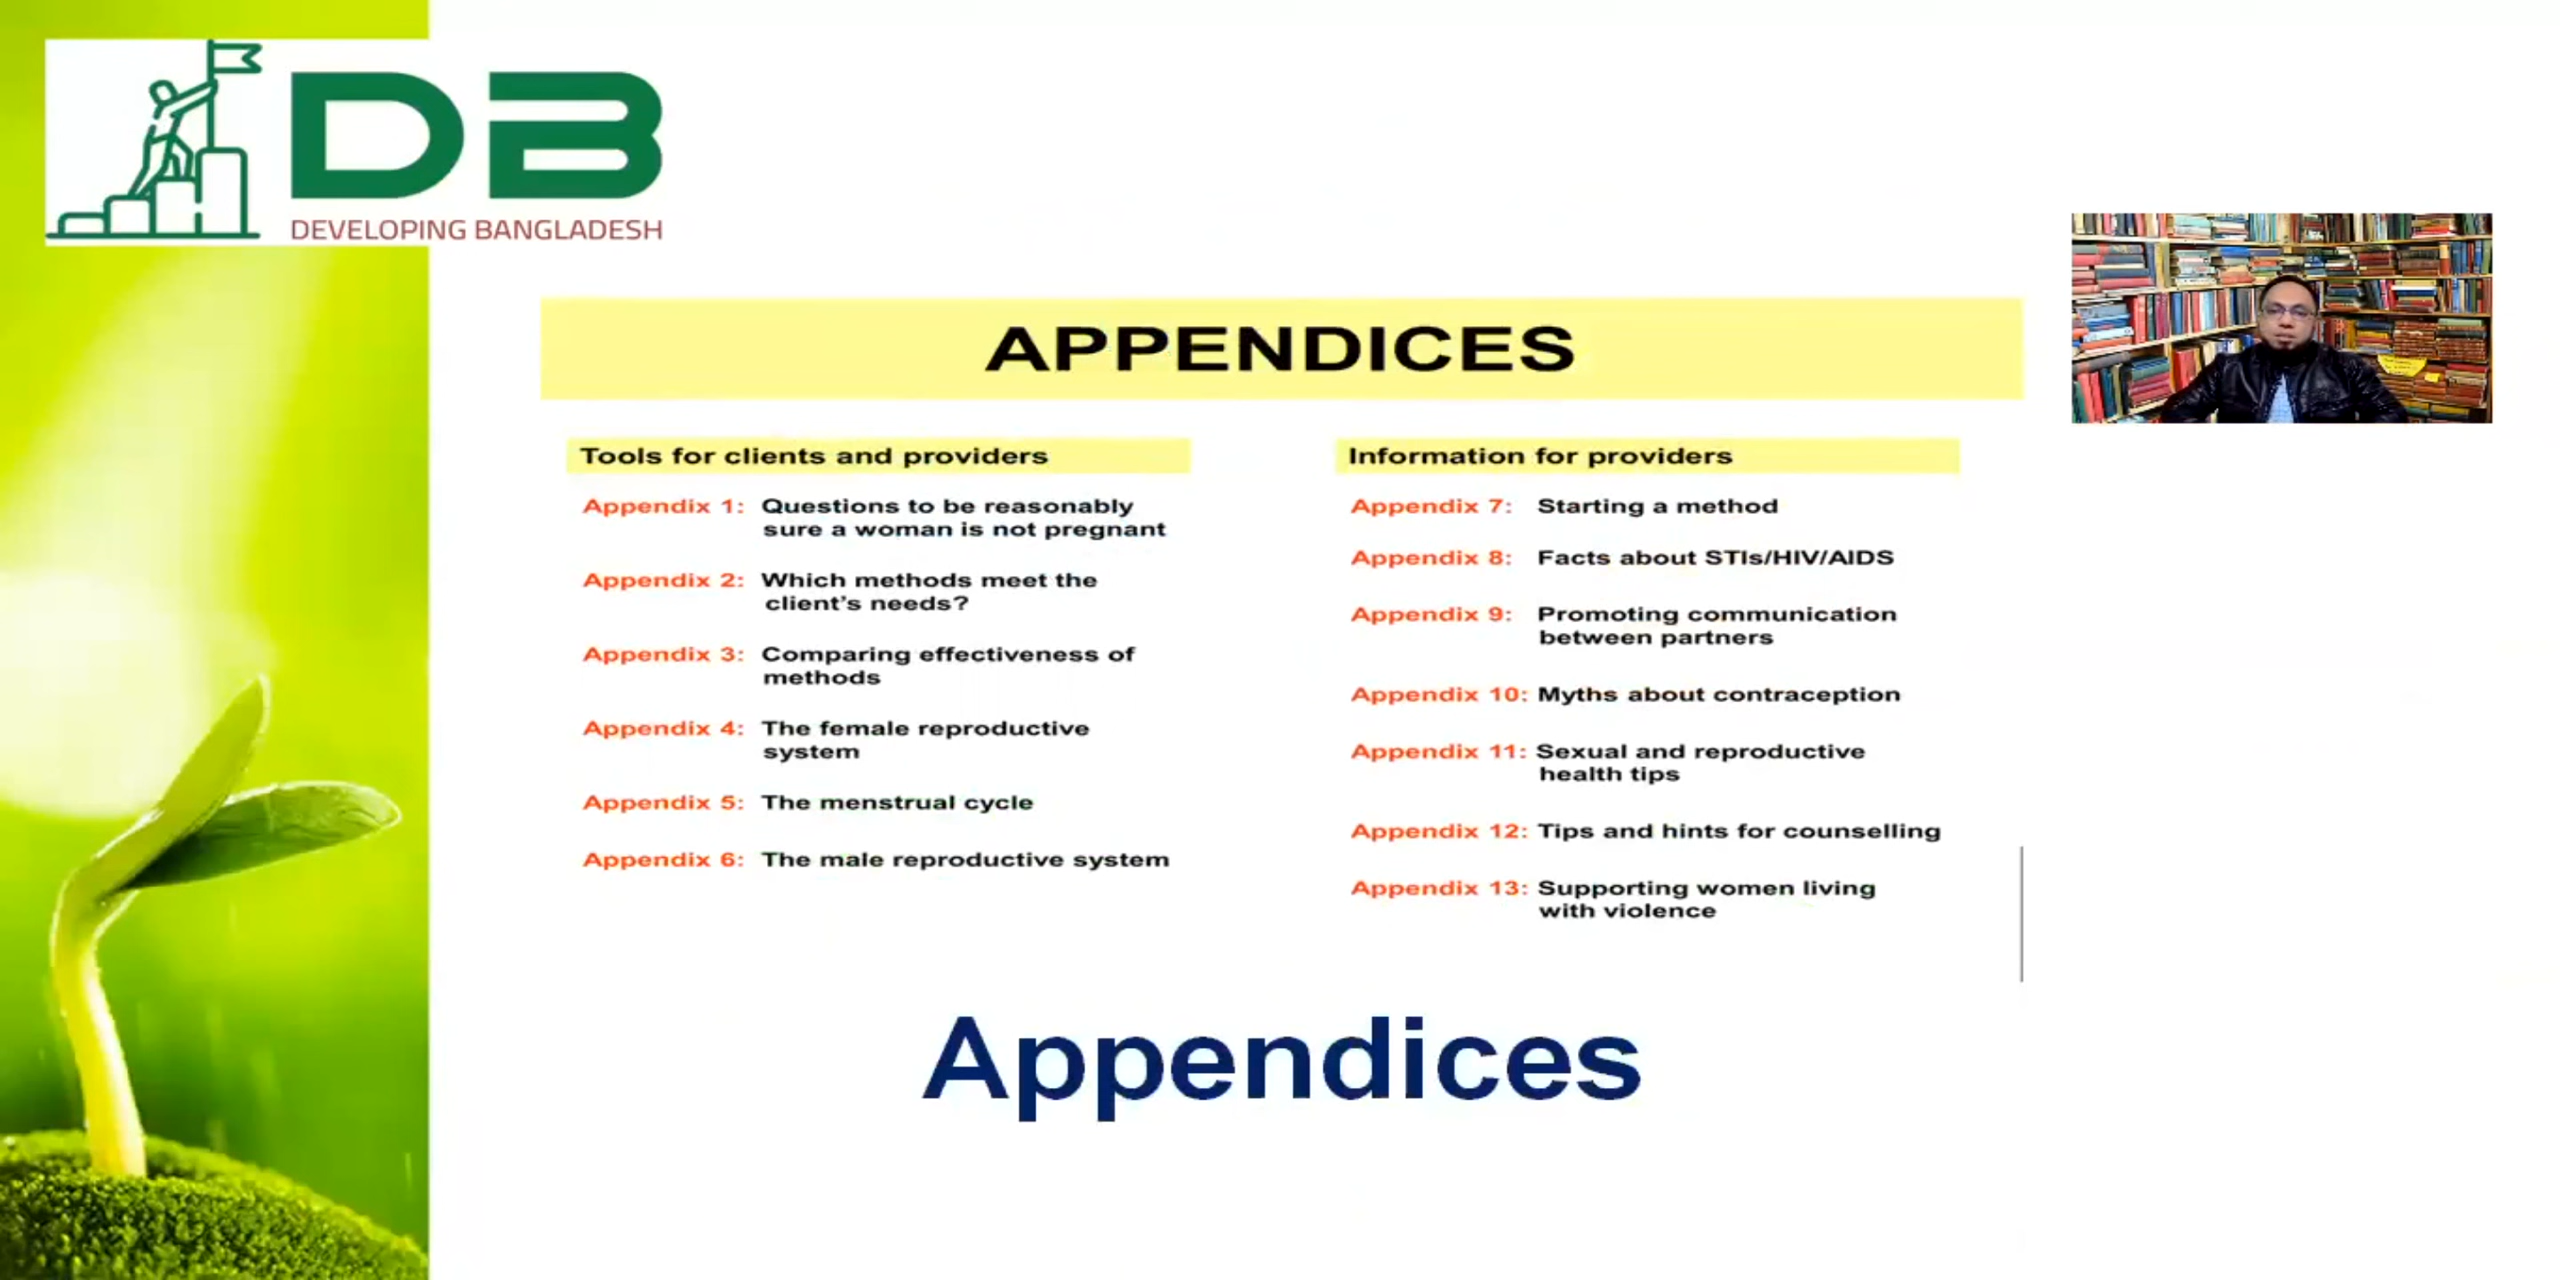 DB
DEVELOPING BANGLADESH
APPENDICES
Tools for clients and providers
Appendix 1: Questions to be reasonably
sure a woman is not pregnant
Appendix 2: Which methods meet the
client's needs?
Appendix 3: Comparing effectiveness of
methods
Appendix 4: The female reproductive
system
Appendix 5: The menstrual cycle
Appendix 6: The male reproductive system
Information for providers
Appendix 7: Starting a method
Appendix 8: Facts about STIs/HIV/AIDS
Appendix 9: Promoting communication
between partners
Appendix 10: Myths about contraception
Appendix 11: Sexual and reproductive
health tips
Appendix 12: Tips and hints for counselling
Appendix 13: Supporting women living
with violence
Appendices